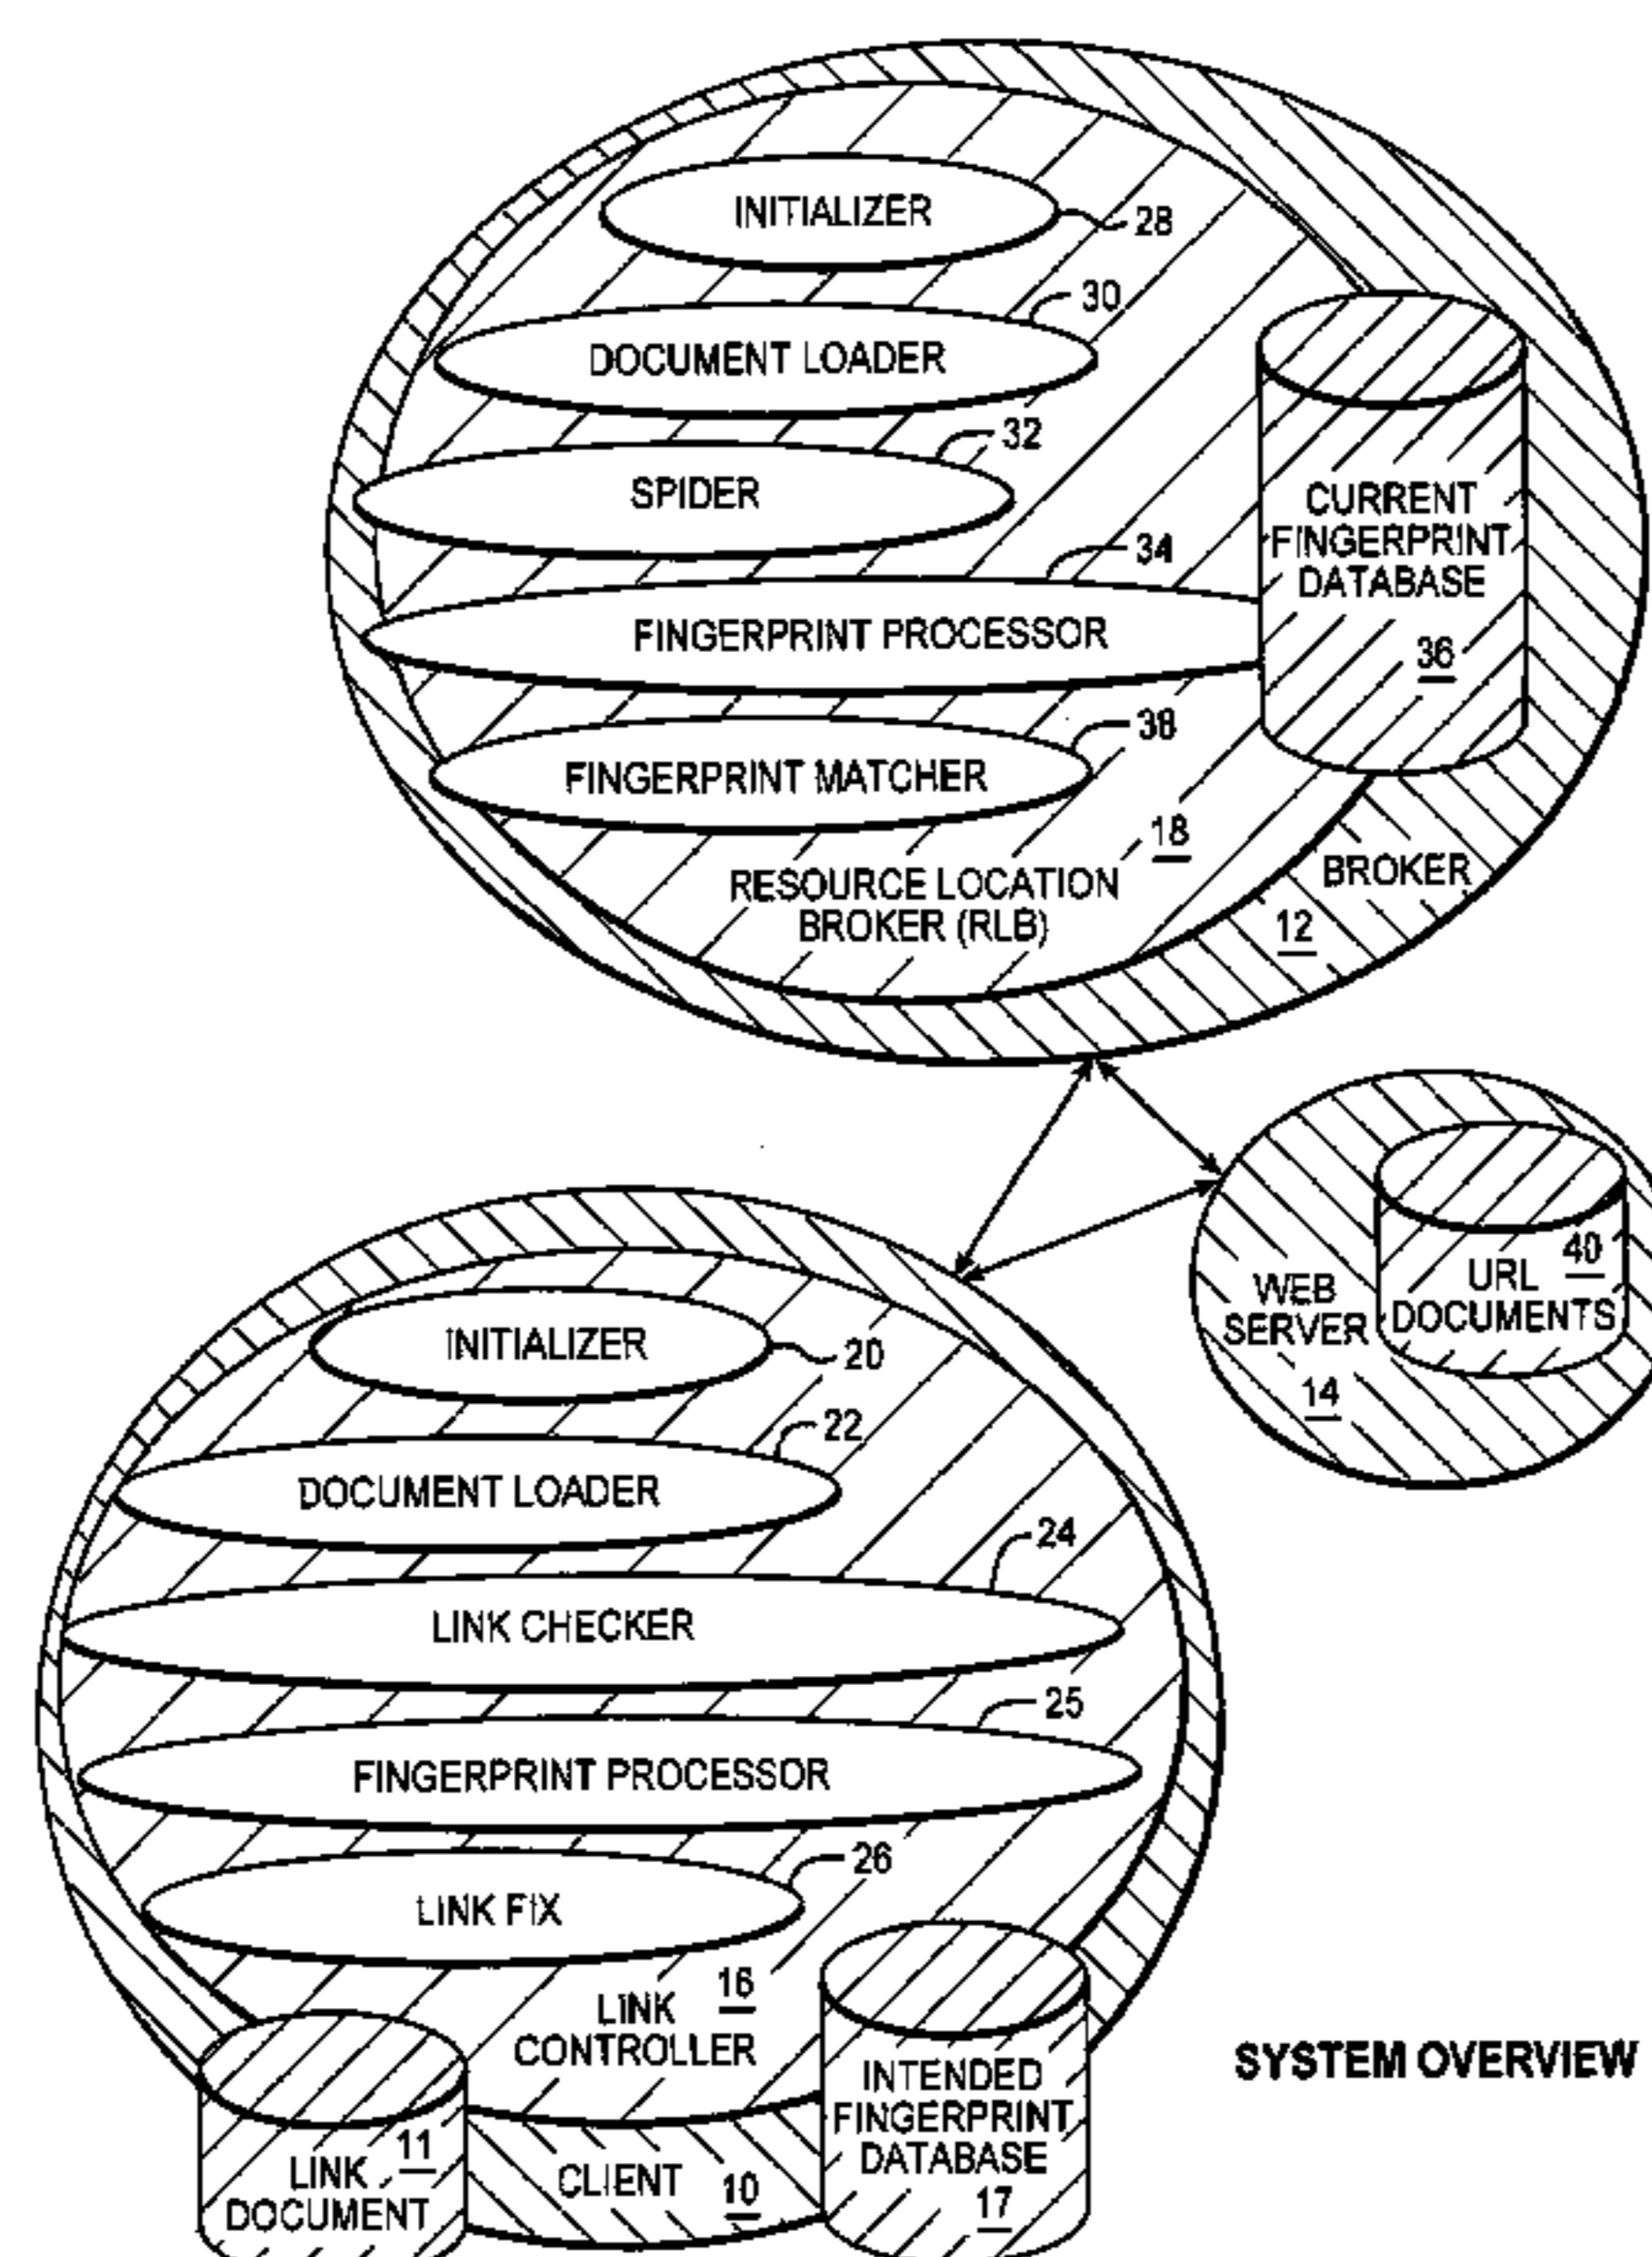 INITIALIZER
28
30
DOCUMENT LOADER
32
SPIDER
34
CURRENT
FINGERPRINT
DATABASE
36
FINGERPRINT PROCESSOR
38
FINGERPRINT MATCHER
18
RESOURCE LOCATION
BROKER (RLB)
BROKER
12
INITIALIZER
20
WEB
SERVER
14
URL 40
DOCUMENTS
22
DOCUMENT LOADER
24
LINK CHECKER
25
FINGERPRINT PROCESSOR
26
LINK FIX
16
LINK
CONTROLLER
11
LINK
DOCUMENT
CLIENT 10
INTENDED
FINGERPRINT
DATABASE
17
SYSTEM OVERVIEW